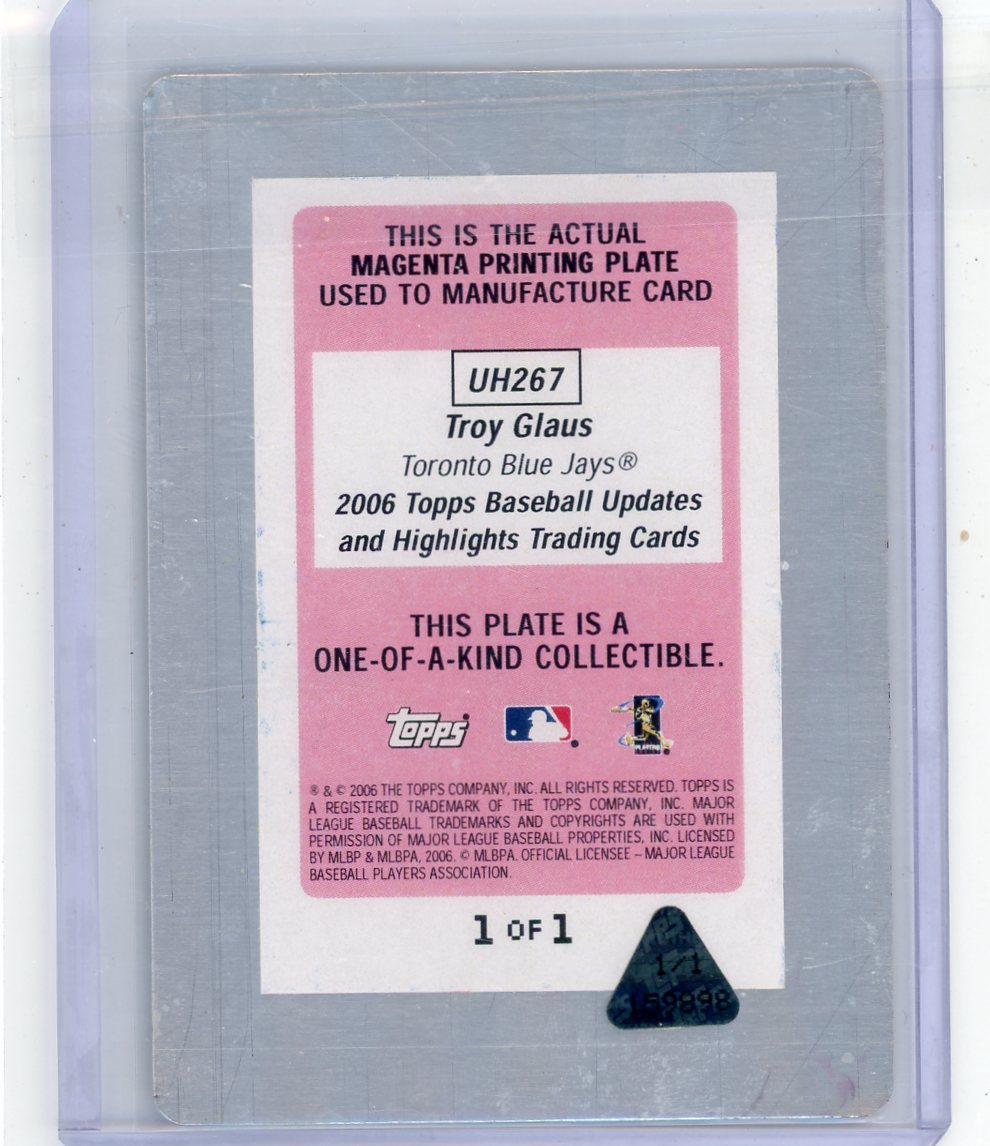 THIS IS THE ACTUAL
MAGENTA PRINTING PLATE
USED TO MANUFACTURE CARD
UH267
Troy Glaus
Toronto Blue Jays®
2006 Topps Baseball Updates
and Highlights Trading Cards
THIS PLATE IS A
ONE-OF-A-KIND COLLECTIBLE.
topps
PLAYERS
® & © 2006 THE TOPPS COMPANY, INC. ALL RIGHTS RESERVED. TOPPS IS
A REGISTERED TRADEMARK OF THE TOPPS COMPANY, INC. MAJOR
LEAGUE BASEBALL TRADEMARKS AND COPYRIGHTS ARE USED WITH
PERMISSION OF MAJOR LEAGUE BASEBALL PROPERTIES, INC. LICENSED
BY MLBP & MLBPA, 2006. © MLBPA. OFFICIAL LICENSEE – MAJOR LEAGUE
BASEBALL PLAYERS ASSOCIATION.
1 OF 1
1/1
159898